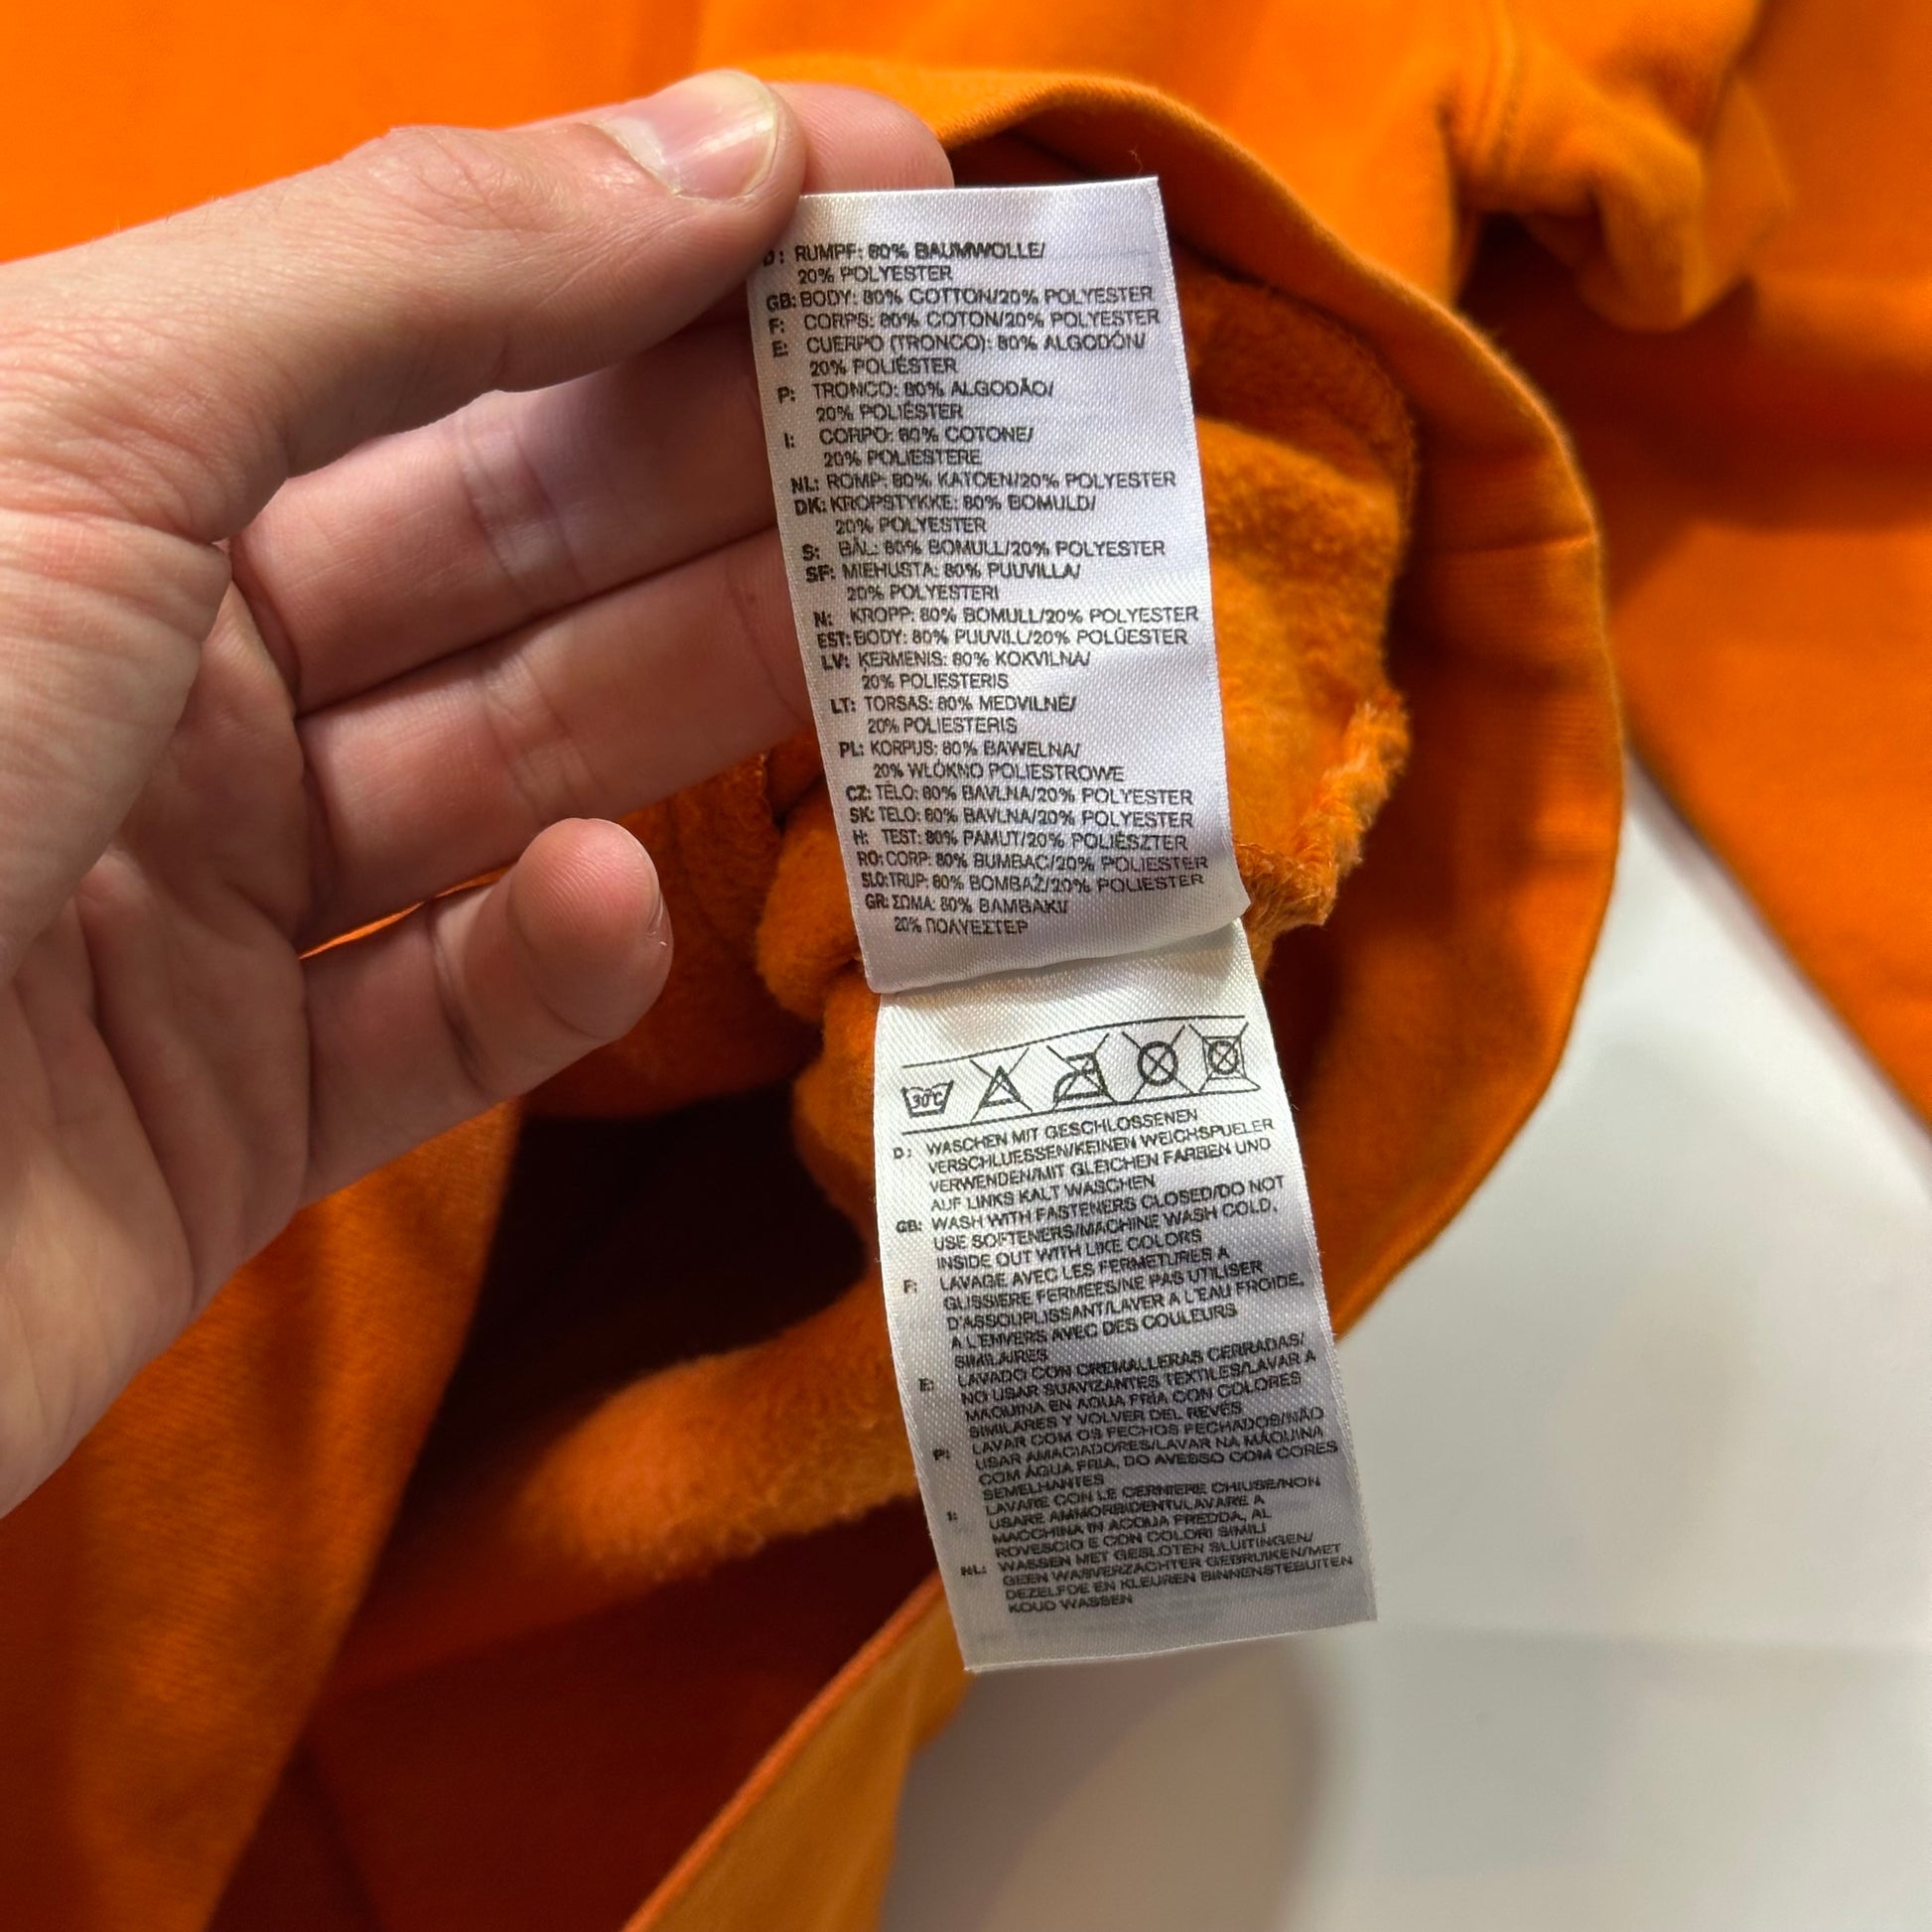 D: RUMPF: 80% BAUMWOLLE/
20% POLYESTER
GB: BODY: 80% COTTON/20% POLYESTER
F: CORPS: 80% COTON/20% POLYESTER
E: CUERPO (TRONCO): 80% ALGODÓN/
20% POLIÉSTER
P: TRONCO: 80% ALGODÃO/
20% POLIÉSTER
I: CORPO: 80% COTONE/
20% POLIESTERE
NL: ROMP: 80% KATOEN/20% POLYESTER
DK: KROPSTYKKE: 80% BOMULD/
20% POLYESTER
S: BÅL: 80% BOMULL/20% POLYESTER
SF: MIEHUSTA: 80% PUUVILLA/
20% POLYESTERI
N: KROPP: 80% BOMULL/20% POLYESTER
EST: BODY: 80% PUUVILL/20% POLÜESTER
LV: ĶERMENIS: 80% KOKVILNA/
20% POLIESTERIS
LT: TORSAS: 80% MEDVILNĖ/
20% POLIESTERIS
PL: KORPUS: 80% BAWEŁNA/
20% WŁÓKNO POLIESTROWE
CZ: TĚLO: 80% BAVLNA/20% POLYESTER
SK: TELO: 80% BAVLNA/20% POLYESTER
H: TEST: 80% PAMUT/20% POLIÉSZTER
RO: CORP: 80% BUMBAC/20% POLIESTER
SLO: TRUP: 80% BOMBAŽ/20% POLIESTER
GR: ΣΩMA: 80% BAMBAKI/
20% ΠΟΛΥΕΣΤΕΡ
30°C
D: WASCHEN MIT GESCHLOSSENEN
VERSCHLUESSEN/KEINEN WEICHSPUELER
VERWENDEN/MIT GLEICHEN FARBEN UND
AUF LINKS KALT WASCHEN
GB: WASH WITH FASTENERS CLOSED/DO NOT
USE SOFTENERS/MACHINE WASH COLD,
INSIDE OUT WITH LIKE COLORS
F: LAVAGE AVEC LES FERMETURES A
GLISSIERE FERMEES/NE PAS UTILISER
D'ASSOUPLISSANT/LAVER A L'EAU FROIDE,
A L'ENVERS AVEC DES COULEURS
SIMILAIRES
E: LAVADO CON CREMALLERAS CERRADAS/
NO USAR SUAVIZANTES TEXTILES/LAVAR A
MAQUINA EN AGUA FRÍA CON COLORES
SIMILARES Y VOLVER DEL REVÉS
P: LAVAR COM OS FECHOS FECHADOS/NÃO
USAR AMACIADORES/LAVAR NA MÁQUINA
COM ÁGUA FRIA, DO AVESSO COM CORES
SEMELHANTES
I: LAVARE CON LE CERNIERE CHIUSE/NON
USARE AMMORBIDENTI/LAVARE A
MACCHINA IN ACQUA FREDDA, AL
ROVESCIO E CON COLORI SIMILI
NL: WASSEN MET GESLOTEN SLUITINGEN/
GEEN WASVERZACHTER GEBRUIKEN/MET
DEZELFDE EN KLEUREN BINNENSTEBUITEN
KOUD WASSEN